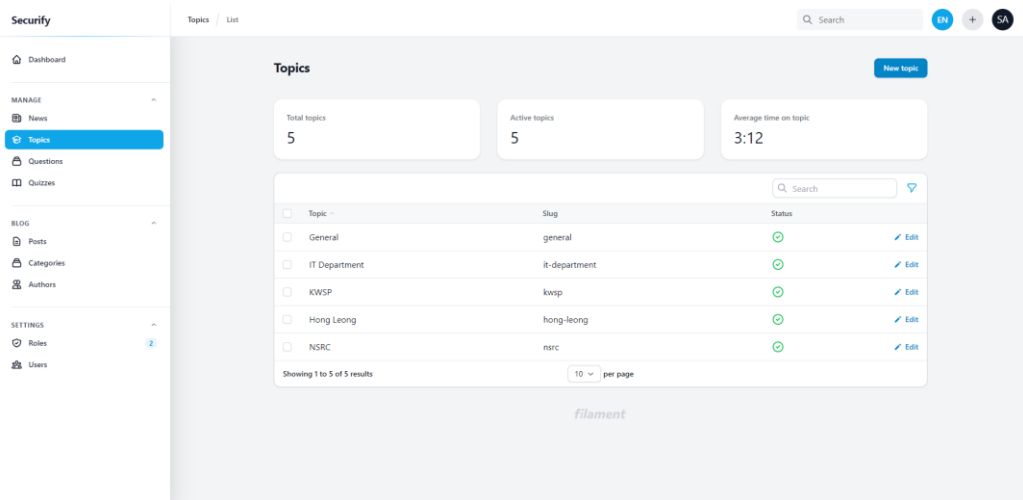 Securify
Topics / List
Search
EN
+
SA
Dashboard
MANAGE
News
Topics
Questions
Quizzes
BLOG
Posts
Categories
Authors
SETTINGS
Roles 2
Users
Topics
New topic
Total topics
5
Active topics
5
Average time on topic
3:12
Search
Topic Slug Status
General general Edit
IT Department it-department Edit
KWSP kwsp Edit
Hong Leong hong-leong Edit
NSRC nsrc Edit
Showing 1 to 5 of 5 results 10 per page
filament